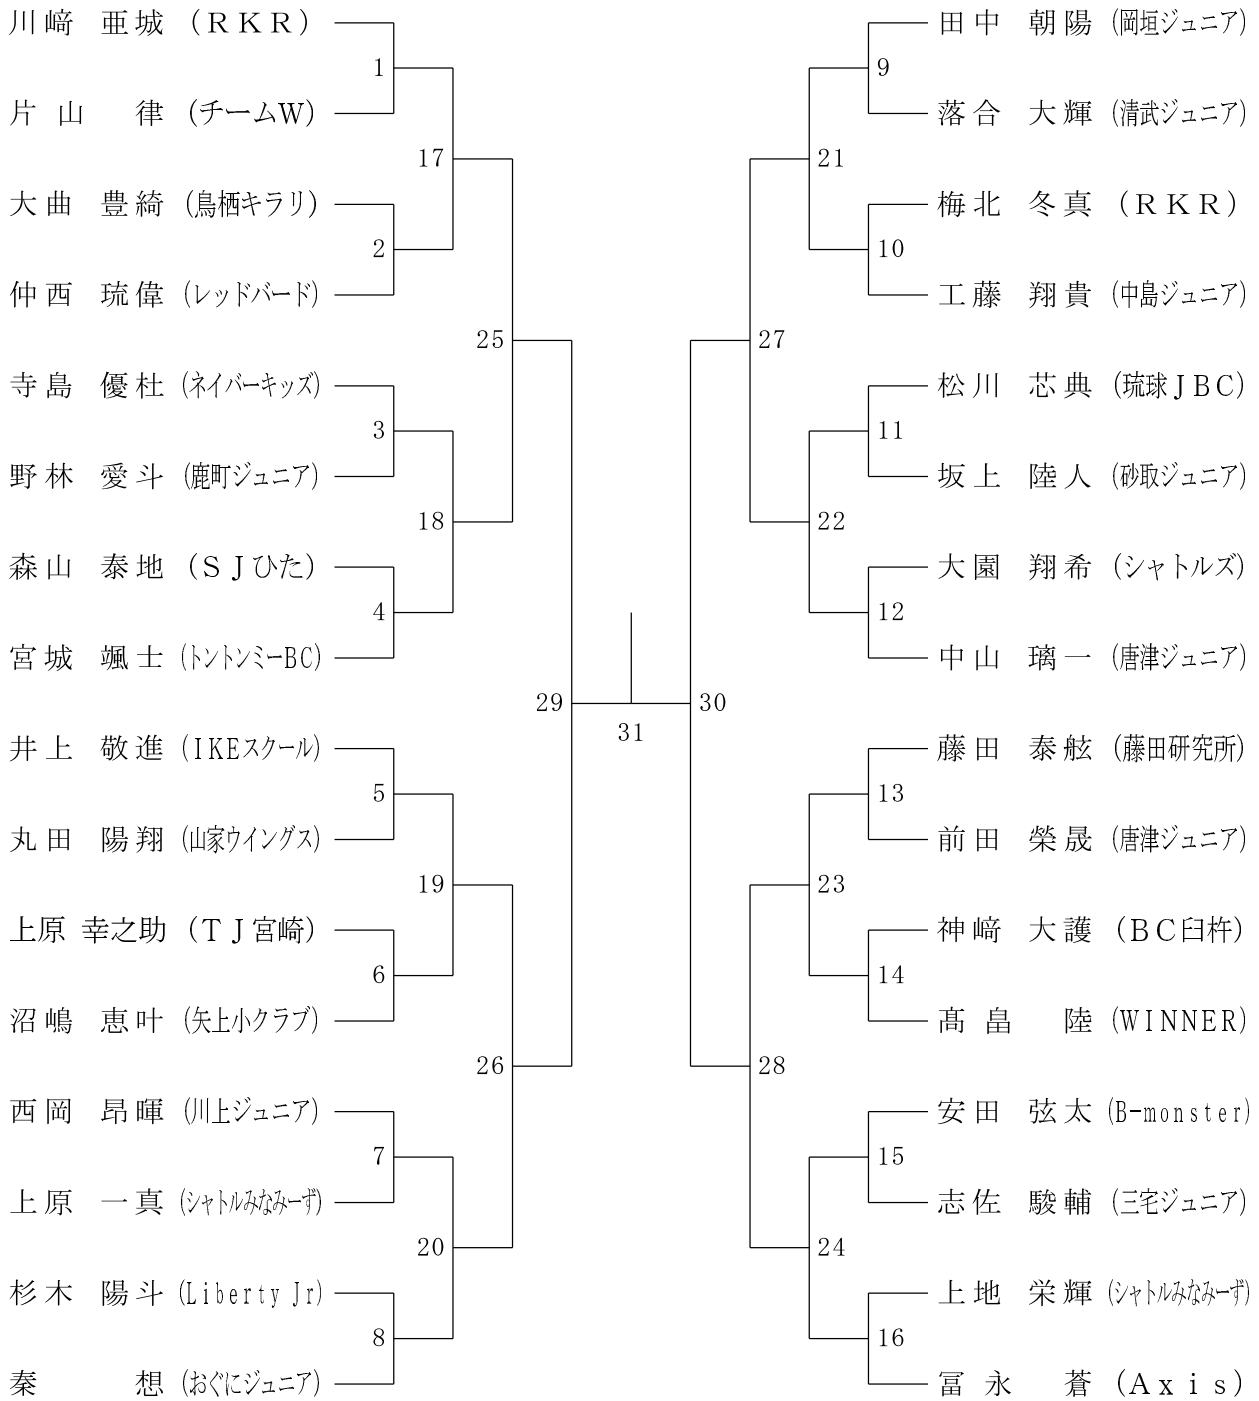 川﨑 亜城 (ＲＫＲ)
1
片山 律 (チームＷ)
17
大曲 豊綺 (鳥栖キラリ)
2
仲西 琉偉 (レッドバード)
25
寺島 優杜 (ネイバーキッズ)
3
野林 愛斗 (鹿町ジュニア)
18
森山 泰地 (ＳＪひた)
4
宮城 颯士 (トントンミーBC)
29
井上 敬進 (IKEスクール)
5
丸田 陽翔 (山家ウイングス)
19
上原 幸之助 (ＴＪ宮崎)
6
沼嶋 恵叶 (矢上小クラブ)
26
西岡 昂暉 (川上ジュニア)
7
上原 一真 (シャトルみなみーず)
20
杉木 陽斗 (Liberty Jr)
8
秦 想 (おぐにジュニア)
31
田中 朝陽 (岡垣ジュニア)
9
落合 大輝 (清武ジュニア)
21
梅北 冬真 (ＲＫＲ)
10
工藤 翔貴 (中島ジュニア)
27
松川 芯典 (琉球ＪＢＣ)
11
坂上 陸人 (砂取ジュニア)
22
大園 翔希 (シャトルズ)
12
中山 璃一 (唐津ジュニア)
30
藤田 泰舷 (藤田研究所)
13
前田 榮晟 (唐津ジュニア)
23
神﨑 大護 (ＢＣ臼杵)
14
髙畠 陸 (WINNER)
28
安田 弦太 (B-monster)
15
志佐 駿輔 (三宅ジュニア)
24
上地 栄輝 (シャトルみなみーず)
16
冨永 蒼 (Ａｘｉｓ)